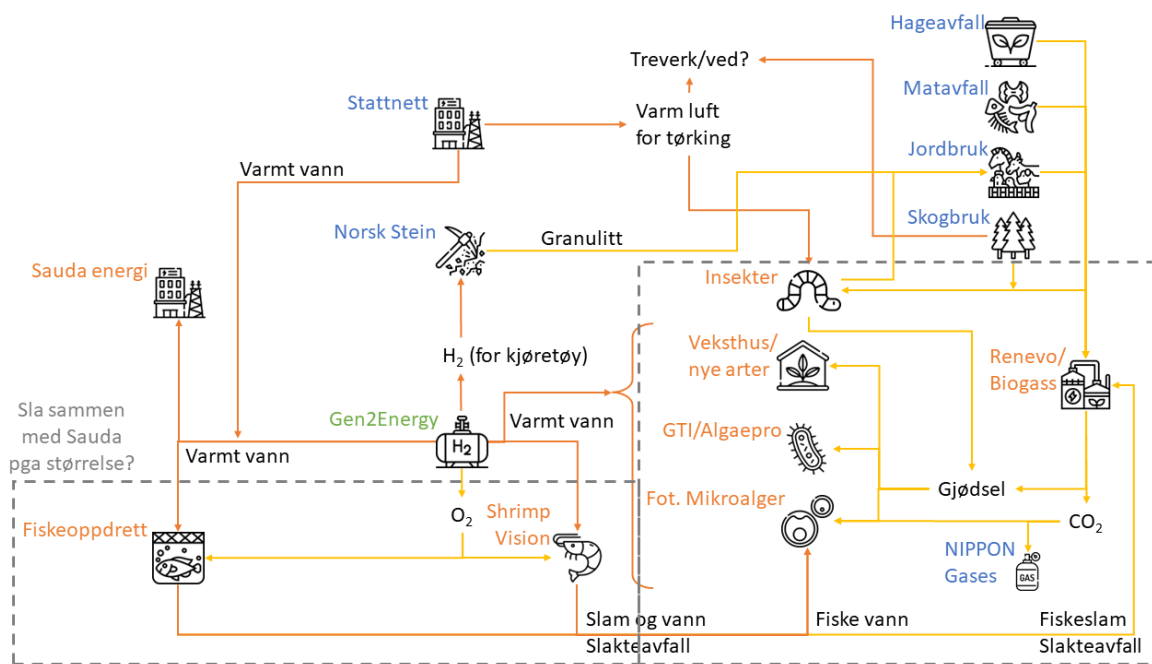 Hageavfall
Treverk/ved?
Matavfall
Stattnett
Varm luft
for tørking
Jordbruk
Varmt vann
Skogbruk
Norsk Stein
Granulitt
Sauda energi
Insekter
H₂ (for kjøretøy)
Veksthus/
nye arter
Renevo/
Biogass
Sla sammen
med Sauda
pga størrelse?
Gen2Energy
H₂
Varmt vann
Varmt vann
GTI/Algaepro
Gjødsel
Fot. Mikroalger
Fiskeoppdrett
O₂
Shrimp
Vision
CO₂
NIPPON
Gases
GAS
Slam og vann
Slakteavfall
Fiske vann
Fiskeslam
Slakteavfall